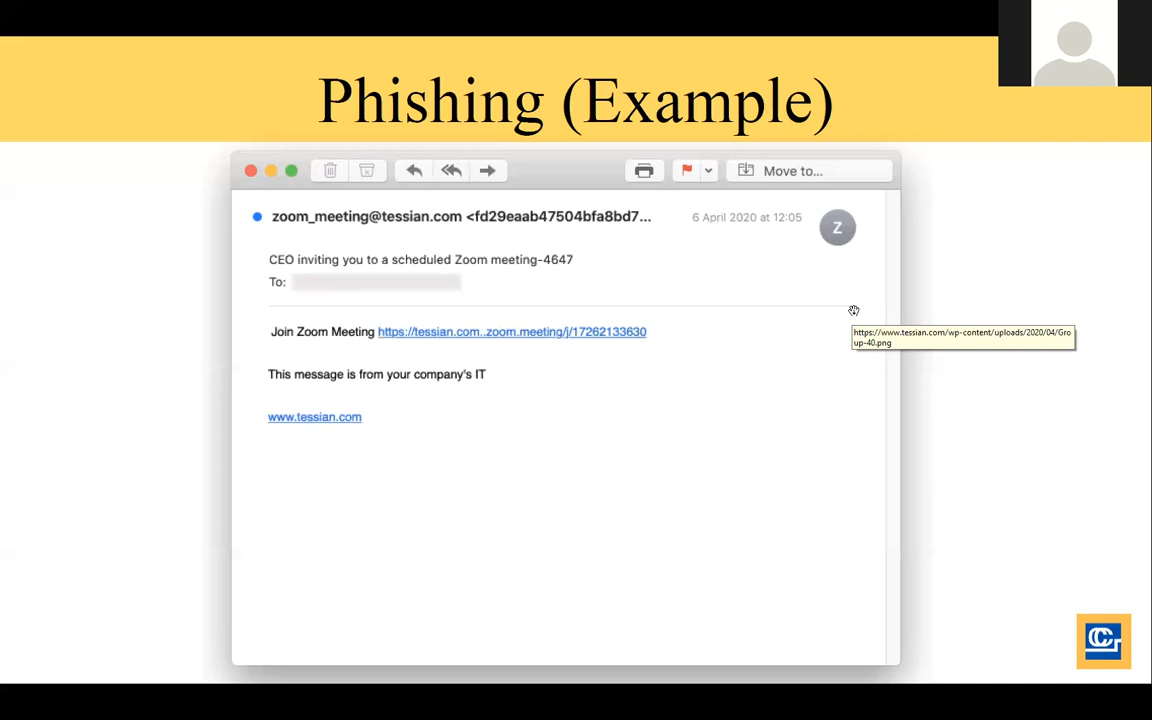 Phishing (Example)
Move to...
zoom_meeting@tessian.com <fd29eaab47504bfa8bd7...
6 April 2020 at 12:05
Z
CEO inviting you to a scheduled Zoom meeting-4647
To:
Join Zoom Meeting https://tessian.com..zoom.meeting/j/17262133630
https://www.tessian.com/wp-content/uploads/2020/04/Gro
up-40.png
This message is from your company's IT
www.tessian.com